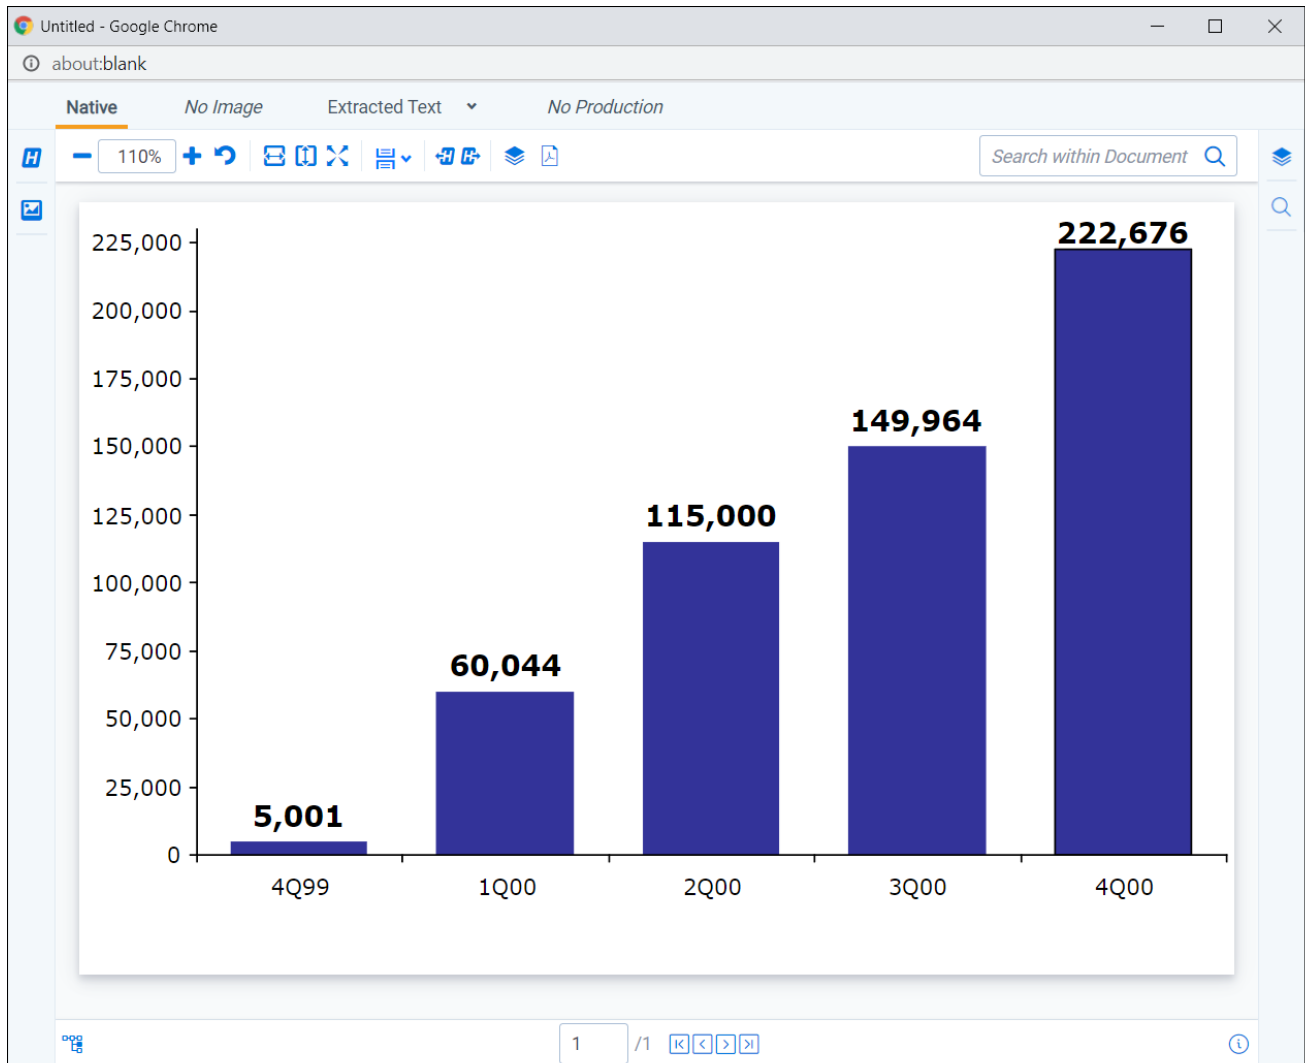 Untitled - Google Chrome
about:blank
Native No Image Extracted Text No Production
110% Search within Document
225,000 222,676
200,000
175,000
149,964
150,000
125,000 115,000
100,000
75,000 60,044
50,000
25,000 5,001
0
4Q99 1Q00 2Q00 3Q00 4Q00
1 /1